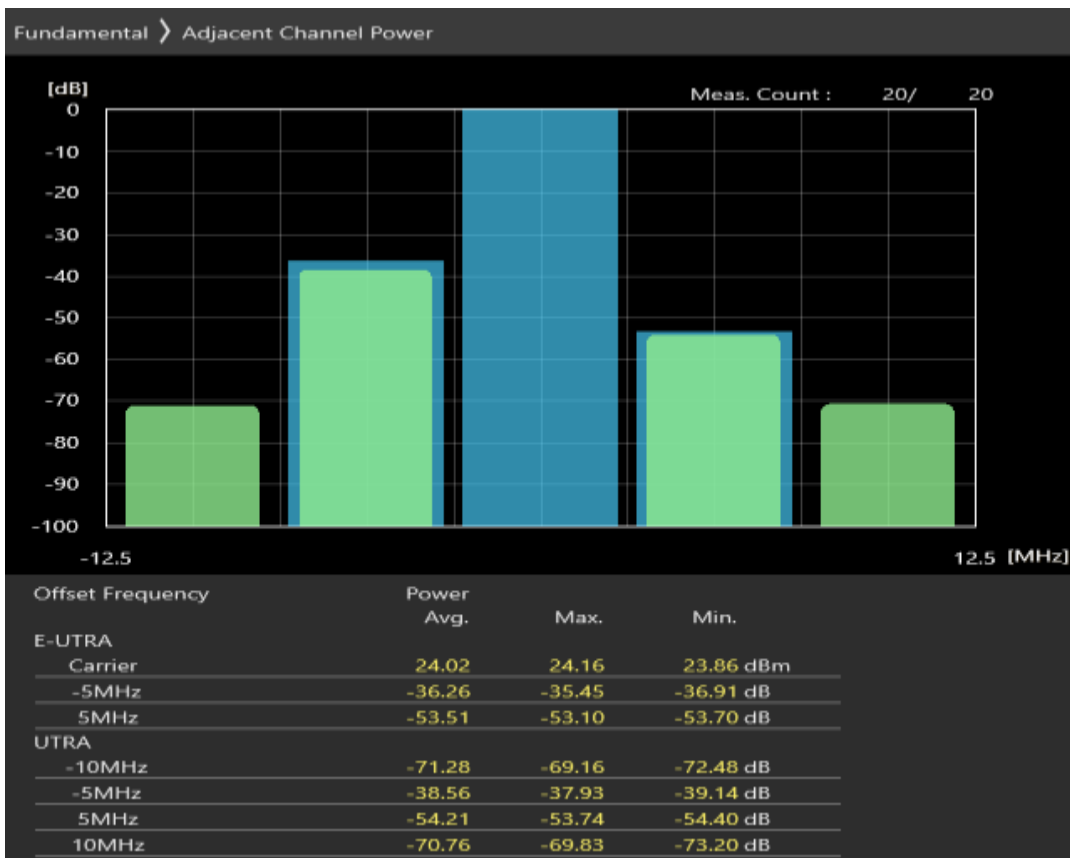 Fundamental 〉 Adjacent Channel Power
[dB]
Meas. Count : 20/ 20
0
-10
-20
-30
-40
-50
-60
-70
-80
-90
-100
-12.5 12.5 [MHz]
Offset Frequency Power
Avg. Max. Min.
E-UTRA
Carrier 24.02 24.16 23.86 dBm
-5MHz -36.26 -35.45 -36.91 dB
5MHz -53.51 -53.10 -53.70 dB
UTRA
-10MHz -71.28 -69.16 -72.48 dB
-5MHz -38.56 -37.93 -39.14 dB
5MHz -54.21 -53.74 -54.40 dB
10MHz -70.76 -69.83 -73.20 dB